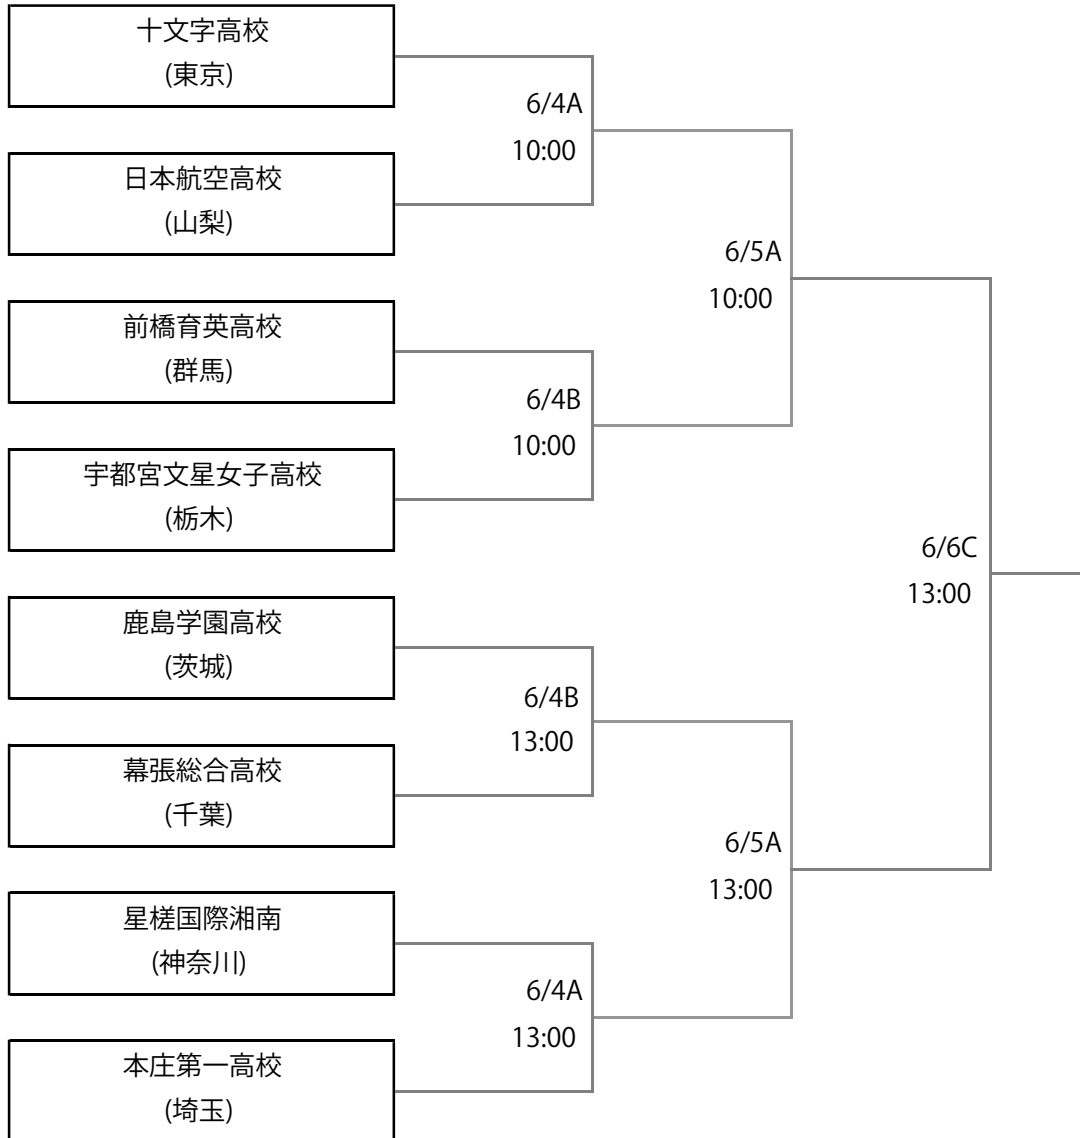 十文字高校
(東京)
6/4A
10:00
日本航空高校
(山梨)
6/5A
10:00
前橋育英高校
(群馬)
6/4B
10:00
宇都宮文星女子高校
(栃木)
6/6C
13:00
鹿島学園高校
(茨城)
6/4B
13:00
幕張総合高校
(千葉)
6/5A
13:00
星槎国際湘南
(神奈川)
6/4A
13:00
本庄第一高校
(埼玉)